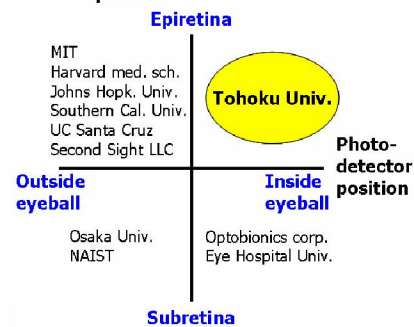 Epiretina
MIT
Harvard med. sch.
Johns Hopk. Univ.
Southern Cal. Univ.
UC Santa Cruz
Second Sight LLC
Tohoku Univ.
Photo-
detector
position
Outside
eyeball
Inside
eyeball
Osaka Univ.
NAIST
Optobionics corp.
Eye Hospital Univ.
Subretina